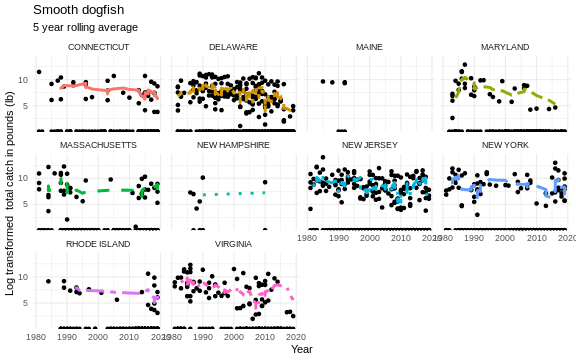 Smooth dogfish
5 year rolling average
CONNECTICUT DELAWARE MAINE MARYLAND
10
5
MASSACHUSETTS NEW HAMPSHIRE NEW JERSEY NEW YORK
10
5
1980 1990 2000 2010 2020 1980 1990 2000 2010 2020
RHODE ISLAND VIRGINIA
10
5
1980 1990 2000 2010 2020 1980 1990 2000 2010 2020
Log transformed total catch in pounds (lb)
Year